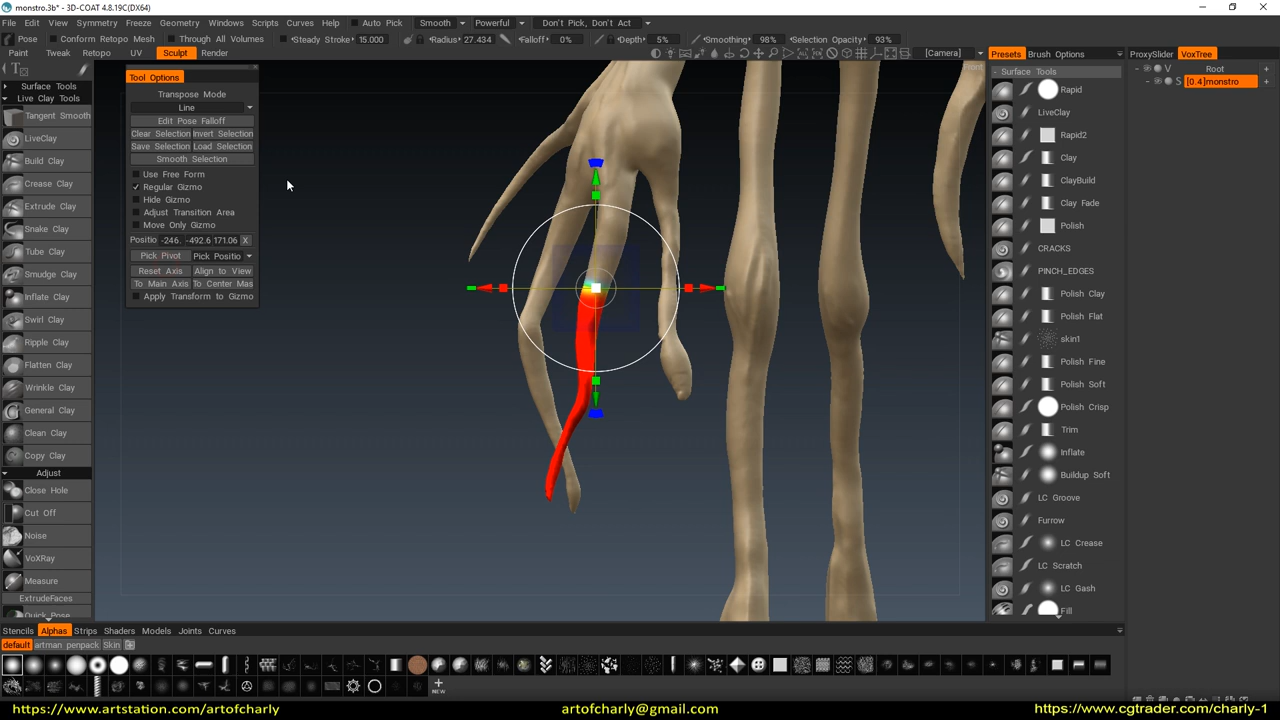 monstro.3b* - 3D-COAT 4.8.19C(DX64)
File Edit View Symmetry Freeze Geometry Windows Scripts Curves Auto Pick Smooth Powerful Don't Pick, Don't Act
Pose Conform Retopo Mesh Through All Volumes Steady Stroke 15.000 Radius 27.434 Falloff 0% Depth 5% Smoothing 98% Selection Opacity 93%
Paint Tweak Retopo UV Sculpt Render [Camera]
Presets Brush Options
ProxySlider VoxTree
Front
Surface Tools
Live Clay Tools
Tangent Smooth
LiveClay
Build Clay
Crease Clay
Extrude Clay
Snake Clay
Tube Clay
Smudge Clay
Inflate Clay
Swirl Clay
Ripple Clay
Flatten Clay
Wrinkle Clay
General Clay
Clean Clay
Copy Clay
Adjust
Close Hole
Cut Off
Noise
VoXRay
Measure
ExtrudeFaces
Quick Pose
Tool Options
Transpose Mode
Line
Edit Pose Falloff
Clear Selection Invert Selection
Save Selection Load Selection
Smooth Selection
Use Free Form
Regular Gizmo
Hide Gizmo
Adjust Transition Area
Move Only Gizmo
Positio -246. -492.6 171.06 X
Pick Pivot Pick Positio
Reset Axis Align to View
To Main Axis To Center Mas
Apply Transform to Gizmo
Surface Tools
Rapid
LiveClay
Rapid2
Clay
ClayBuild
Clay Fade
Polish
CRACKS
PINCH_EDGES
Polish Clay
Polish Flat
skin1
Polish Fine
Polish Soft
Polish Crisp
Trim
Inflate
Buildup Soft
LC Groove
Furrow
LC Crease
LC Scratch
LC Gash
Fill
V Root +
S [0.4]monstro +
Stencils Alphas Strips Shaders Models Joints Curves
default artman penpack Skin
NEW
https://www.artstation.com/artofcharly artofcharly@gmail.com https://www.cgtrader.com/charly-1